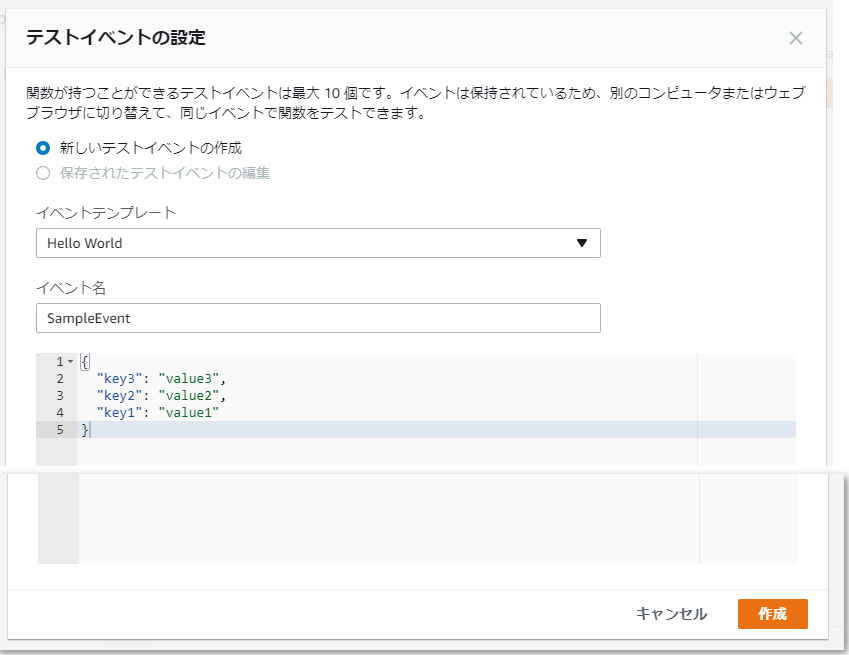 テストイベントの設定
関数が持つことができるテストイベントは最大 10 個です。イベントは保持されているため、別のコンピュータまたはウェブ
ブラウザに切り替えて、同じイベントで関数をテストできます。
新しいテストイベントの作成
保存されたテストイベントの編集
イベントテンプレート
Hello World
イベント名
SampleEvent
1 {
2 "key3": "value3",
3 "key2": "value2",
4 "key1": "value1"
5 }
キャンセル
作成